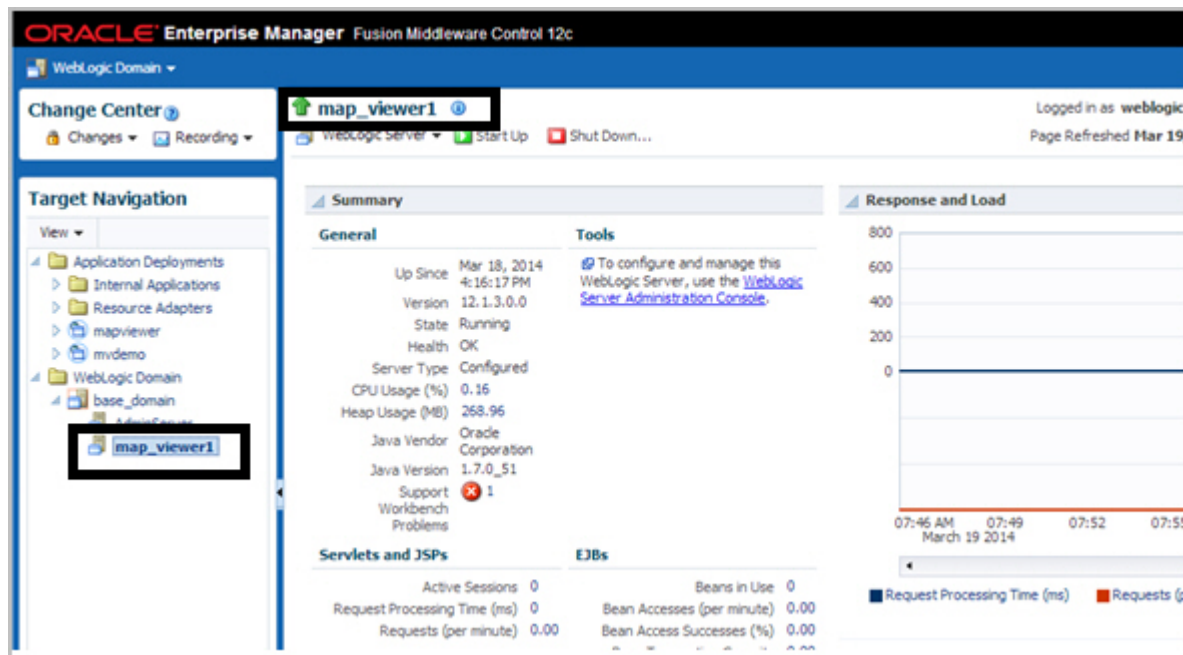 ORACLE Enterprise Manager Fusion Middleware Control 12c
WebLogic Domain
Change Center
Changes Recording
map_viewer1
Logged in as weblogic
WebLogic Server Start Up Shut Down...
Page Refreshed Mar 19
Target Navigation
View
Application Deployments
Internal Applications
Resource Adapters
mapviewer
mvdemo
WebLogic Domain
base_domain
AdminServer
map_viewer1
Summary
General
Up Since Mar 18, 2014
4:16:17 PM
Version 12.1.3.0.0
State Running
Health OK
Server Type Configured
CPU Usage (%) 0.16
Heap Usage (MB) 268.96
Java Vendor Oracle
Corporation
Java Version 1.7.0_51
Support
Workbench
Problems
1
Tools
To configure and manage this
WebLogic Server, use the WebLogic
Server Administration Console.
Servlets and JSPs
Active Sessions 0
Request Processing Time (ms) 0
Requests (per minute) 0.00
EJBs
Beans in Use 0
Bean Accesses (per minute) 0.00
Bean Access Successes (%) 0.00
Response and Load
800
600
400
200
0
07:46 AM 07:49 07:52 07:55
March 19 2014
Request Processing Time (ms) Requests (p